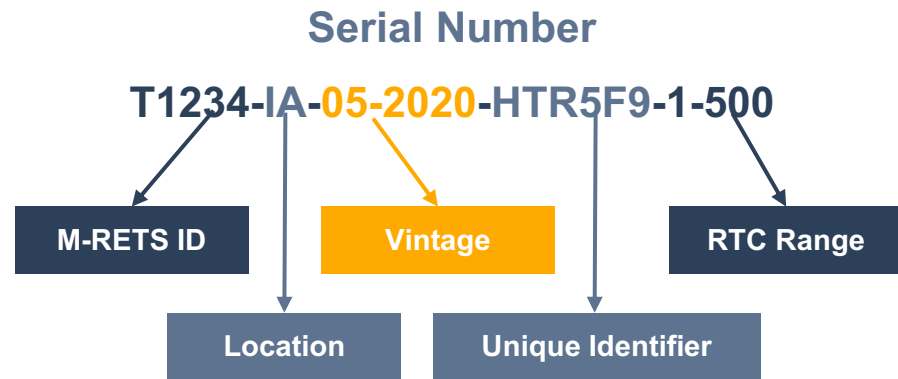 Serial Number
T1234-IA-05-2020-HTR5F9-1-500
M-RETS ID
Vintage
RTC Range
Location
Unique Identifier